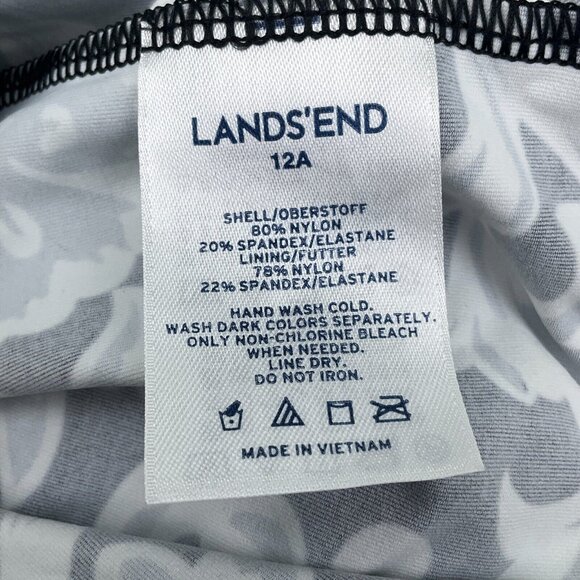 LANDS'END
12A
SHELL/OBERSTOFF
80% NYLON
20% SPANDEX/ELASTANE
LINING/FUTTER
78% NYLON
22% SPANDEX/ELASTANE
HAND WASH COLD.
WASH DARK COLORS SEPARATELY.
ONLY NON-CHLORINE BLEACH
WHEN NEEDED.
LINE DRY.
DO NOT IRON.
MADE IN VIETNAM